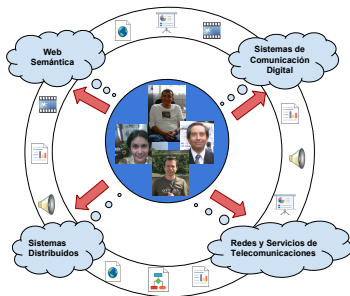 Web
Semántica
Sistemas de
Comunicación
Digital
Sistemas
Distribuidos
Redes y Servicios de
Telecomunicaciones